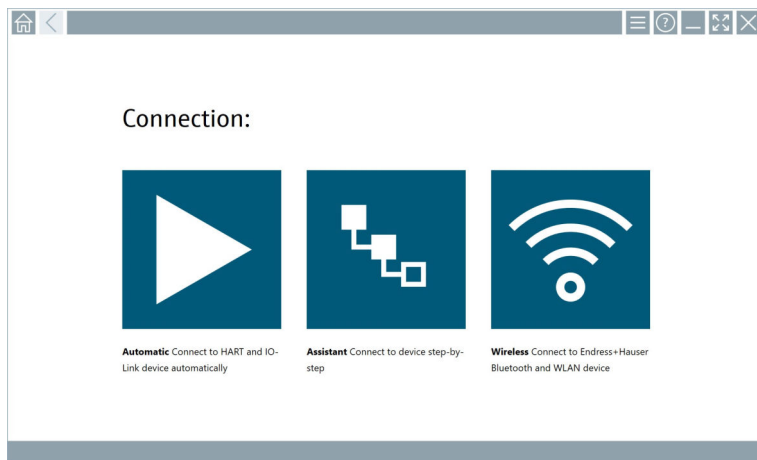 Connection:
Automatic Connect to HART and IO-
Link device automatically
Assistant Connect to device step-by-
step
Wireless Connect to Endress+Hauser
Bluetooth and WLAN device